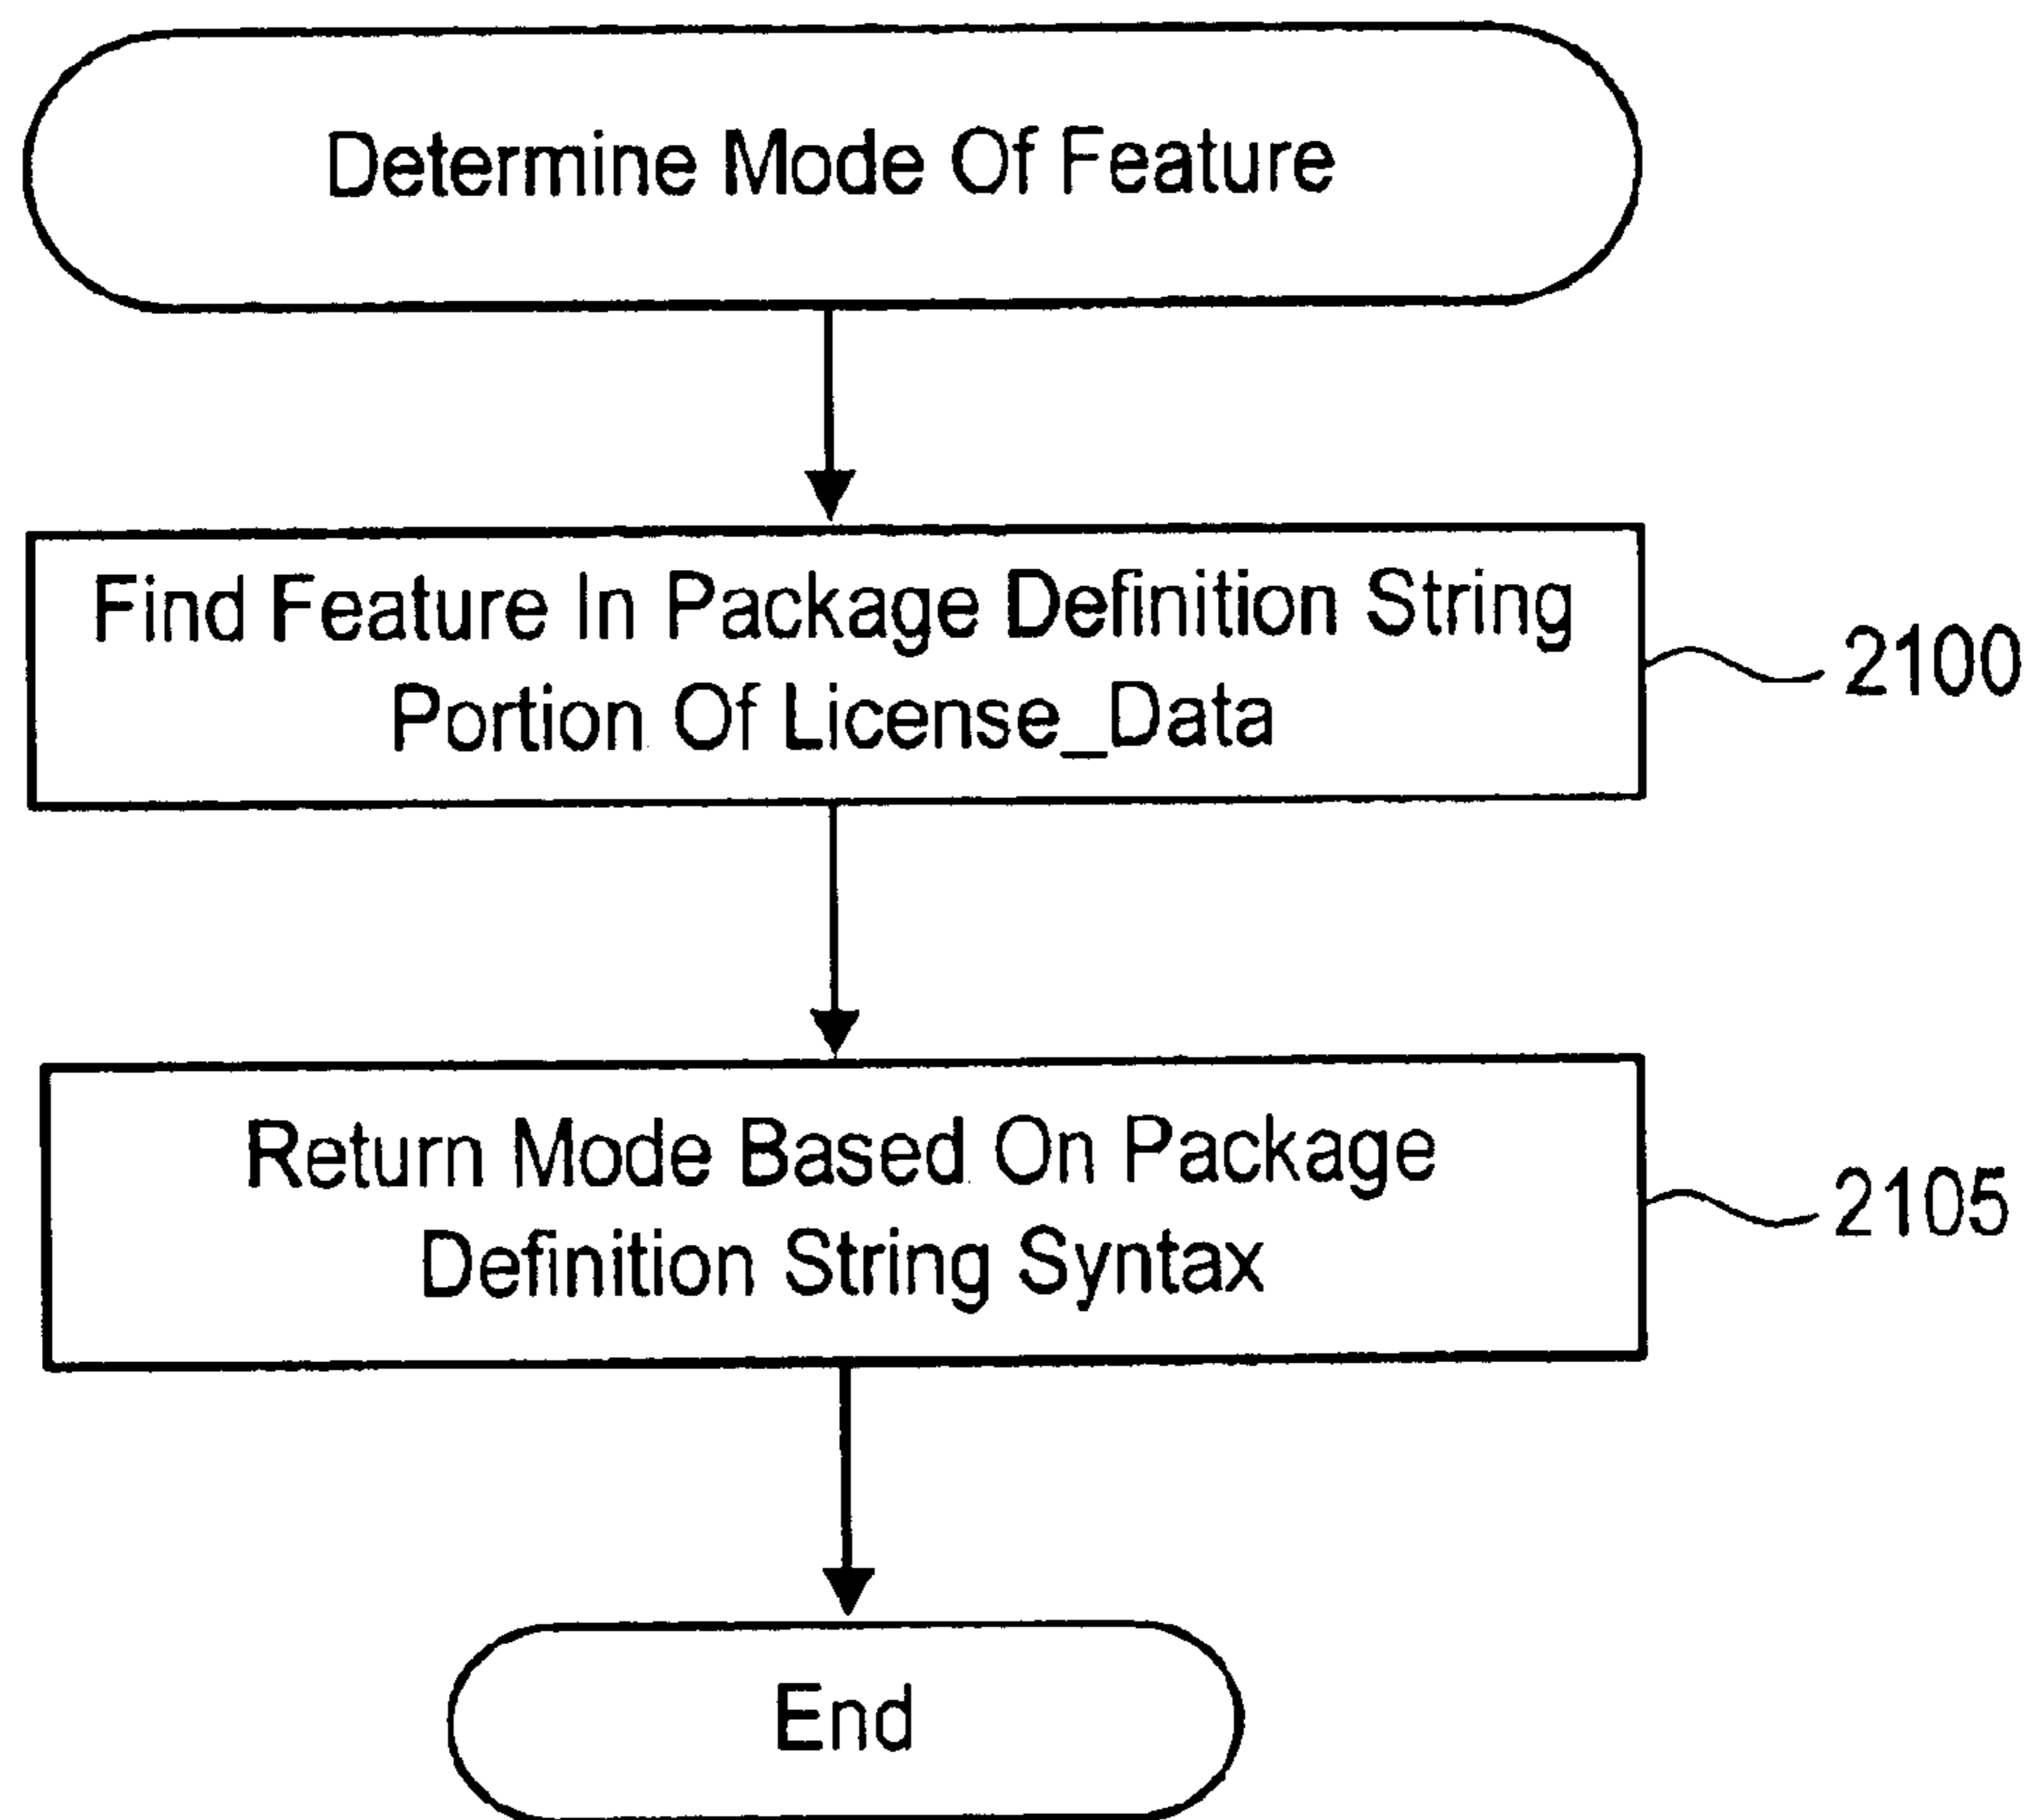 Determine Mode Of Feature
Find Feature In Package Definition String
Portion Of License_Data
2100
Return Mode Based On Package
Definition String Syntax
2105
End